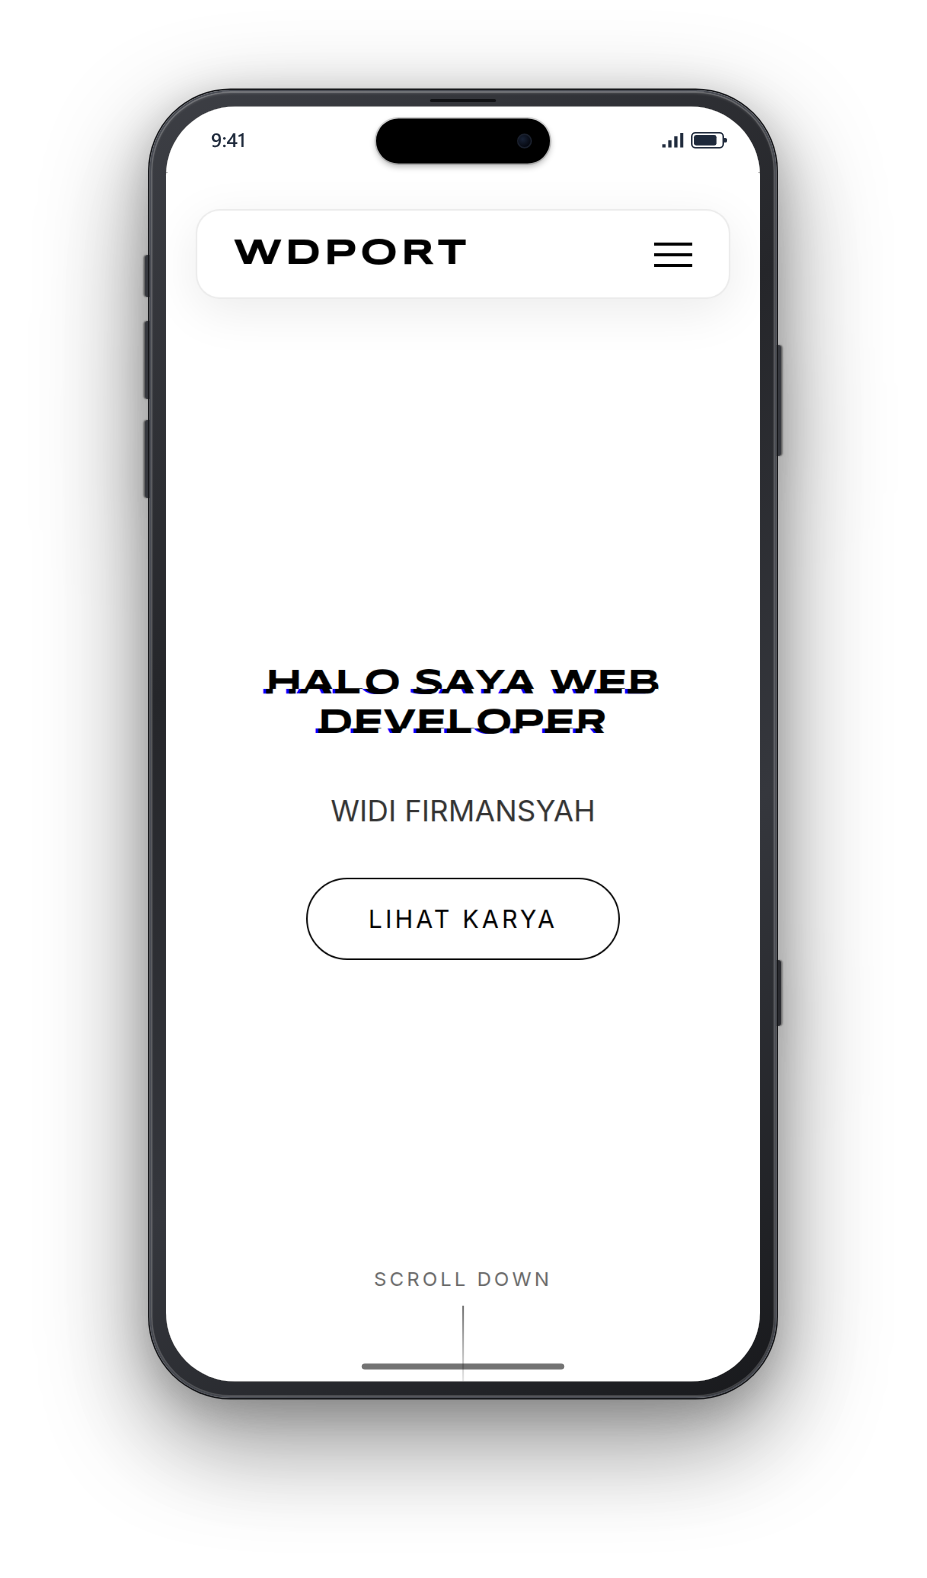 9:41
WDPORT
HALO SAYA WEB
DEVELOPER
WIDI FIRMANSYAH
LIHAT KARYA
SCROLL DOWN